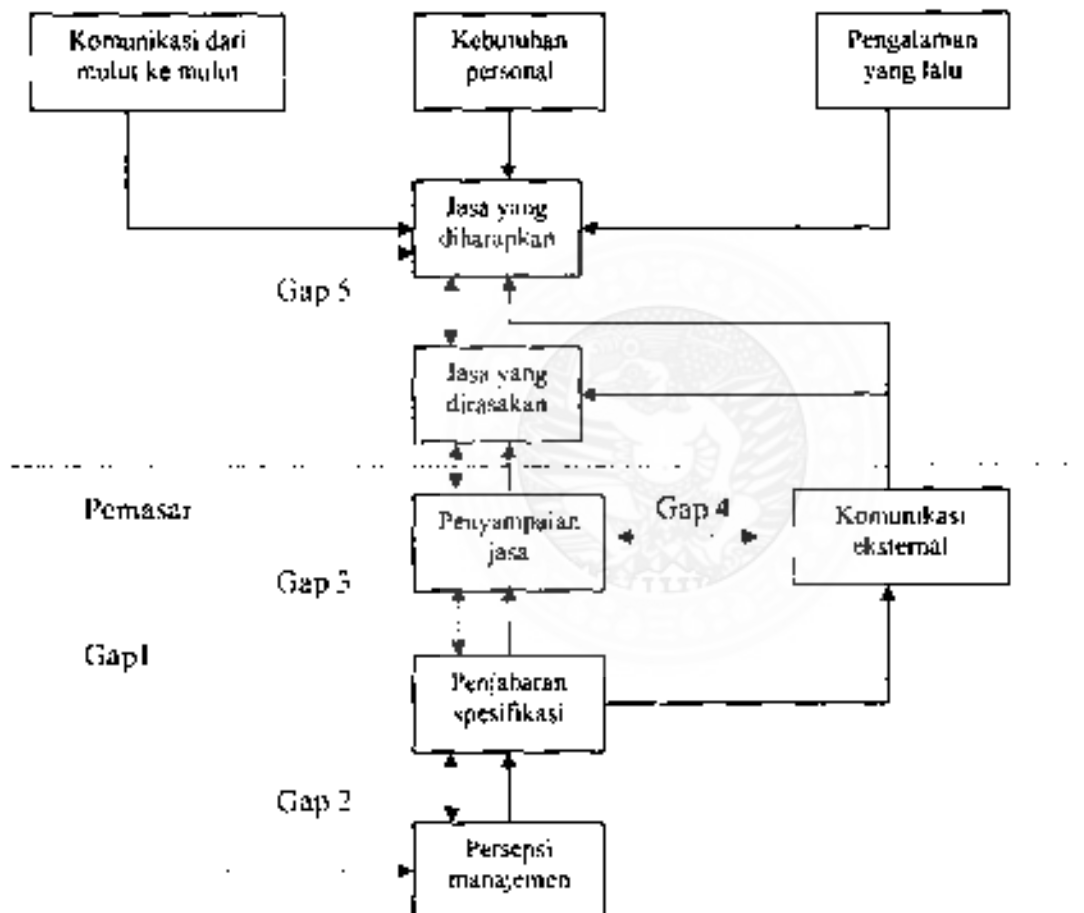 Komunikasi dari
mulut ke mulut
Kebutuhan
personal
Pengalaman
yang lalu
Jasa yang
diharapkan
Gap 5
Jasa yang
dirasakan
Pemasar
Penyampaian
jasa
Gap 4
Komunikasi
eksternal
Gap 3
Gap1
Penjabatan
spesifikasi
Gap 2
Persepsi
manajemen